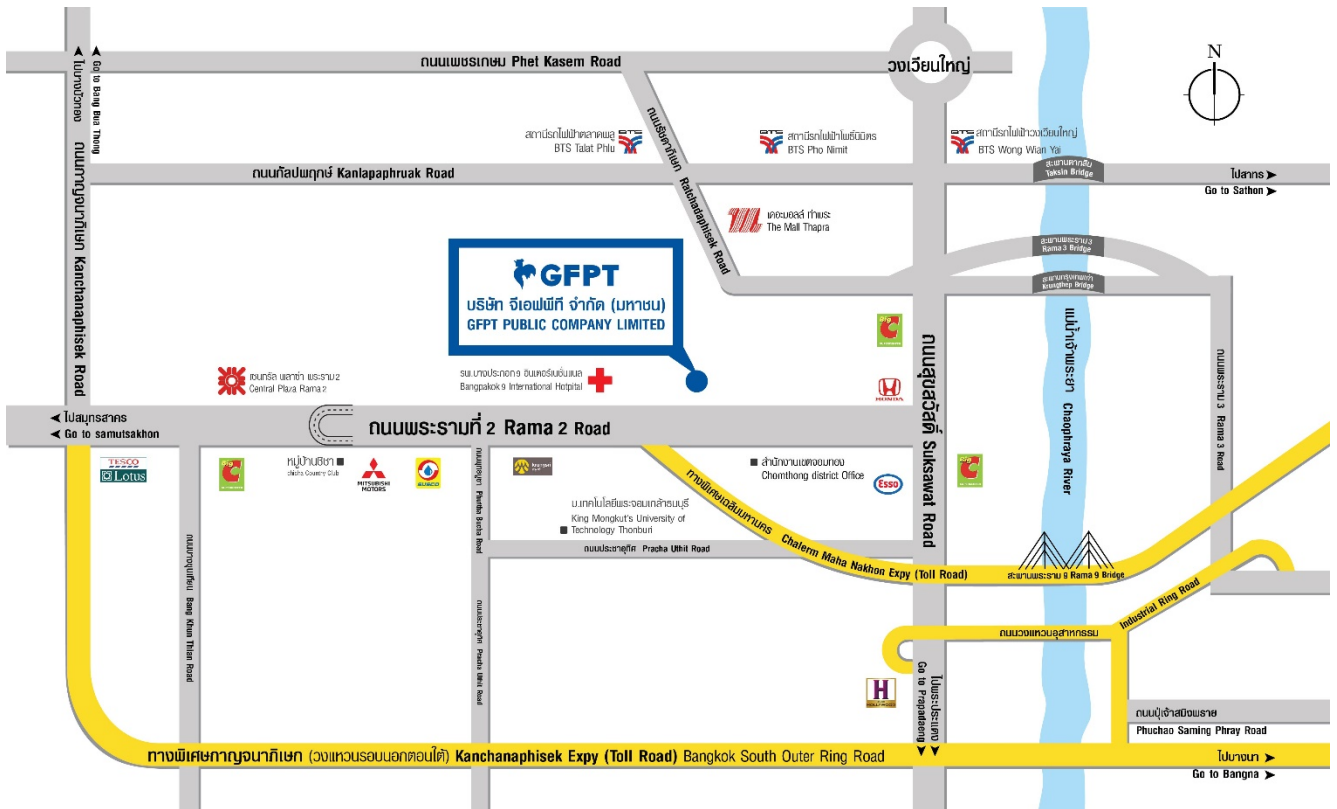 ถนนเพชรเกษม Phet Kasem Road
วงเวียนใหญ่
N
ไปบางบัวทอง
Go to Bang Bua Thong
ถนนกาญจนาภิเษก Kanchanaphisek Road
ถนนรัชดาภิเษก Ratchadaphisek Road
BTS
สถานีรถไฟฟ้าตลาดพลู
BTS Talat Phlu
BTS
สถานีรถไฟฟ้าโพธิ์นิมิตร
BTS Pho Nimit
BTS
สถานีรถไฟฟ้าวงเวียนใหญ่
BTS Wong Wian Yai
ถนนกัลปพฤกษ์ Kanlapaphruak Road
สะพานตากสิน
Taksin Bridge
ไปสาทร
Go to Sathon
เดอะมอลล์ ท่าพระ
The Mall Thapra
สะพานพระราม 3
Rama 3 Bridge
สะพานกรุงเทพฯ
Krungthep Bridge
GFPT
บริษัท จีเอฟพีที จำกัด (มหาชน)
GFPT PUBLIC COMPANY LIMITED
แม่น้ำเจ้าพระยา Chaophraya River
ถนนสุขสวัสดิ์ Suksawat Road
ถนนพระราม 3 Rama 3 Road
เซนทรัล พลาซ่า พระราม 2
Central Plaza Rama 2
รพ.บางปะกอก 9 อินเตอร์เนชั่นแนล
Bangpakok 9 International Hotpital
HONDA
ไปสมุทรสาคร
Go to samutsakhon
ถนนพระรามที่ 2 Rama 2 Road
TESCO
Lotus
หมู่บ้านชิชา
chicha Country Club
MITSUBISHI
MOTORS
SUSCO
สำนักงานเขตจอมทอง
Chomthong district Office
Esso
ม.เทคโนโลยีพระจอมเกล้าธนบุรี
King Mongkut's University of
Technology Thonburi
ถนนพุทธบูชา Phuttha Bucha Road
ถนนประชาอุทิศ Pracha Uthit Road
ทางพิเศษเฉลิมมหานคร Chalerm Maha Nakhon Expy (Toll Road)
สะพานพระราม 9 Rama 9 Bridge
ถนนบางขุนเทียน Bang Khun Thian Road
ถนนประชาอุทิศ Pracha Uthit Road
Industrial Ring Road
ถนนวงแหวนอุตสาหกรรม
H
HOLLYWOOD
ไปพระประแดง
Go to Prapadaeng
ถนนปู่เจ้าสมิงพราย
Phuchao Saming Phray Road
ทางพิเศษกาญจนาภิเษก (วงแหวนรอบนอกตอนใต้) Kanchanaphisek Expy (Toll Road) Bangkok South Outer Ring Road
ไปบางนา
Go to Bangna